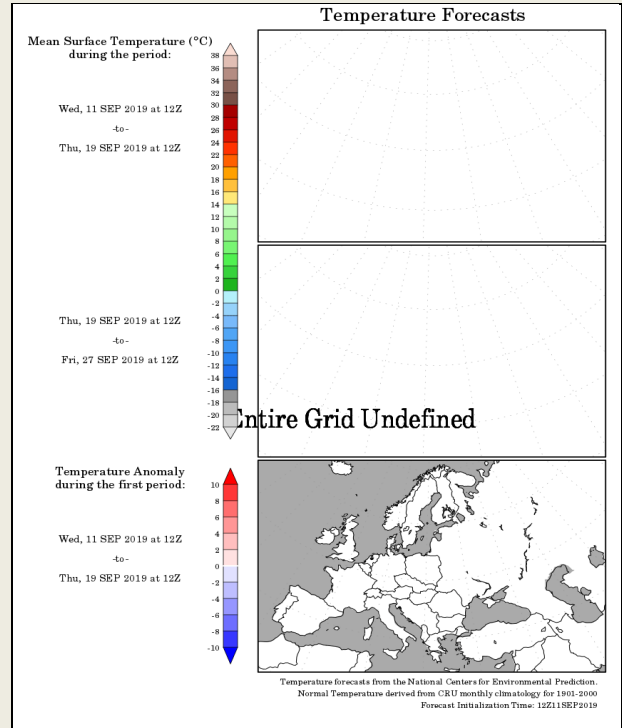 Temperature Forecasts
Mean Surface Temperature (°C)
during the period:
Wed, 11 SEP 2019 at 12Z
-to-
Thu, 19 SEP 2019 at 12Z
38
36
34
32
30
28
26
24
22
20
18
16
14
12
10
8
6
4
2
0
-2
-4
-6
-8
-10
-12
-14
-16
-18
-20
-22
Thu, 19 SEP 2019 at 12Z
-to-
Fri, 27 SEP 2019 at 12Z
Entire Grid Undefined
Temperature Anomaly
during the first period:
Wed, 11 SEP 2019 at 12Z
-to-
Thu, 19 SEP 2019 at 12Z
10
8
6
4
2
0
-2
-4
-6
-8
-10
Temperature forecasts from the National Centers for Environmental Prediction.
Normal Temperature derived from CRU monthly climatology for 1901-2000
Forecast Initialization Time: 12Z11SEP2019